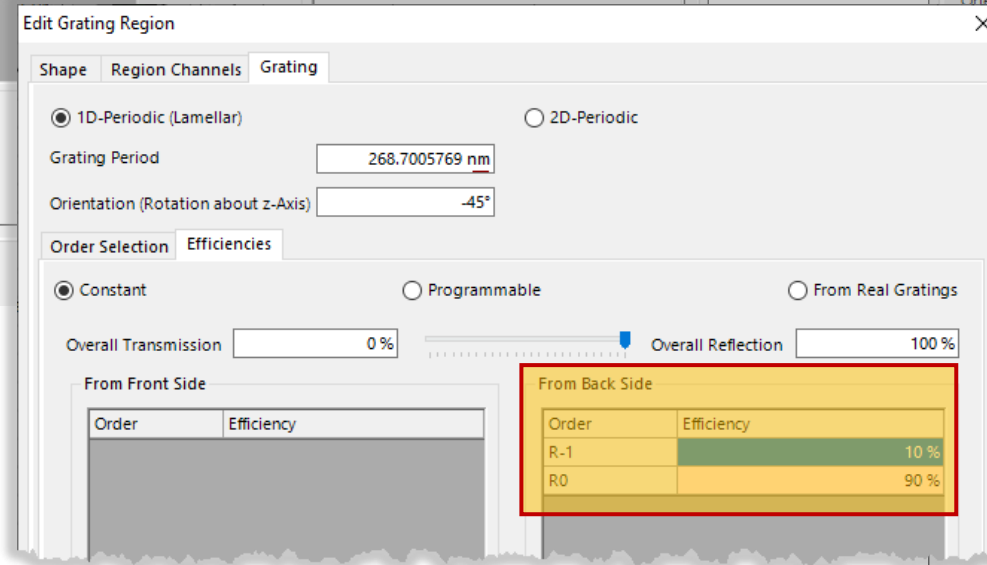 Edit Grating Region
Shape Region Channels Grating
1D-Periodic (Lamellar) 2D-Periodic
Grating Period 268.7005769 nm
Orientation (Rotation about z-Axis) -45°
Order Selection Efficiencies
Constant Programmable From Real Gratings
Overall Transmission 0 % Overall Reflection 100 %
From Front Side From Back Side
Order Efficiency Order Efficiency
R-1 10 %
R0 90 %